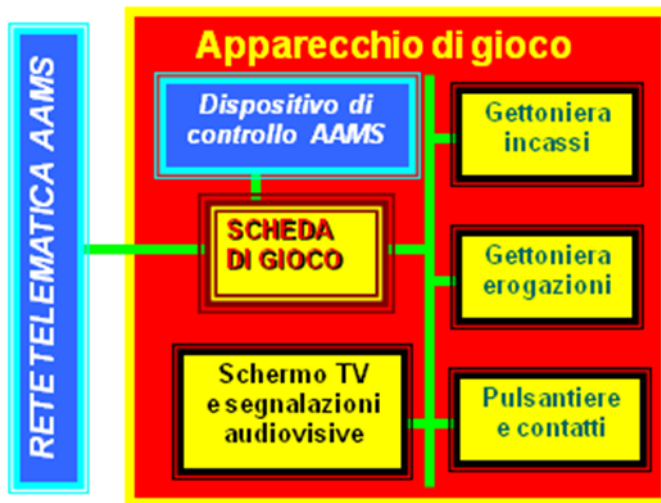 RETE TELEMATICA AAMS
Apparecchio di gioco
Dispositivo di
controllo AAMS
SCHEDA
DI GIOCO
Schermo TV
e segnalazioni
audiovisive
Gettoniera
incassi
Gettoniera
erogazioni
Pulsantiere
e contatti